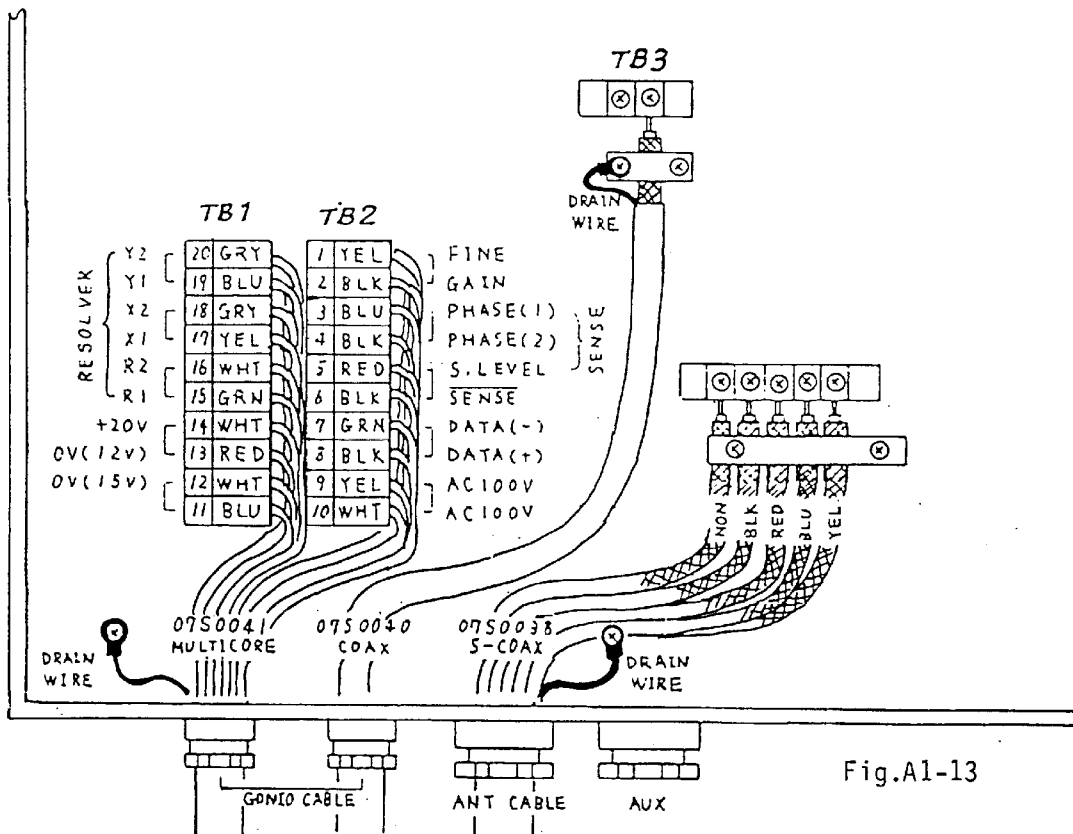 TB3
DRAIN
WIRE
TB1
TB2
RESOLVER
Y2 20 GRY
Y1 19 BLU
X2 18 GRY
X1 17 YEL
R2 16 WHT
R1 15 GRN
+20V 14 WHT
0V(12V) 13 RED
0V(15V) 12 WHT
11 BLU
1 YEL FINE
2 BLK GAIN
3 BLU PHASE(1)
4 BLK PHASE(2)
5 RED S.LEVEL
6 BLK SENSE
7 GRN DATA(-)
8 BLK DATA(+)
9 YEL AC100V
10 WHT AC100V
SENSE
NON BLK RED BLU YEL
07S0041
MULTICORE
07S0040
COAX
07S0038
5-COAX
DRAIN
WIRE
DRAIN
WIRE
GONIO CABLE
ANT CABLE
AUX
Fig.A1-13